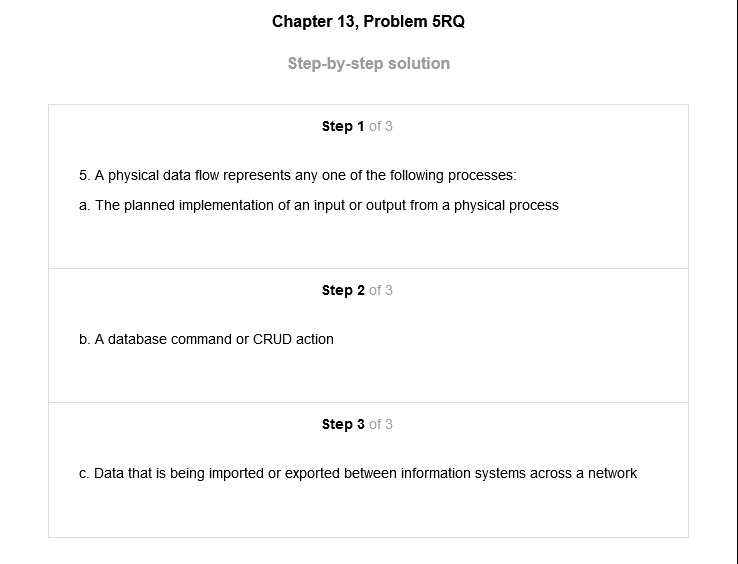 Chapter 13, Problem 5RQ
Step-by-step solution
Step 1 of 3
5. A physical data flow represents any one of the following processes:
a. The planned implementation of an input or output from a physical process
Step 2 of 3
b. A database command or CRUD action
Step 3 of 3
c. Data that is being imported or exported between information systems across a network